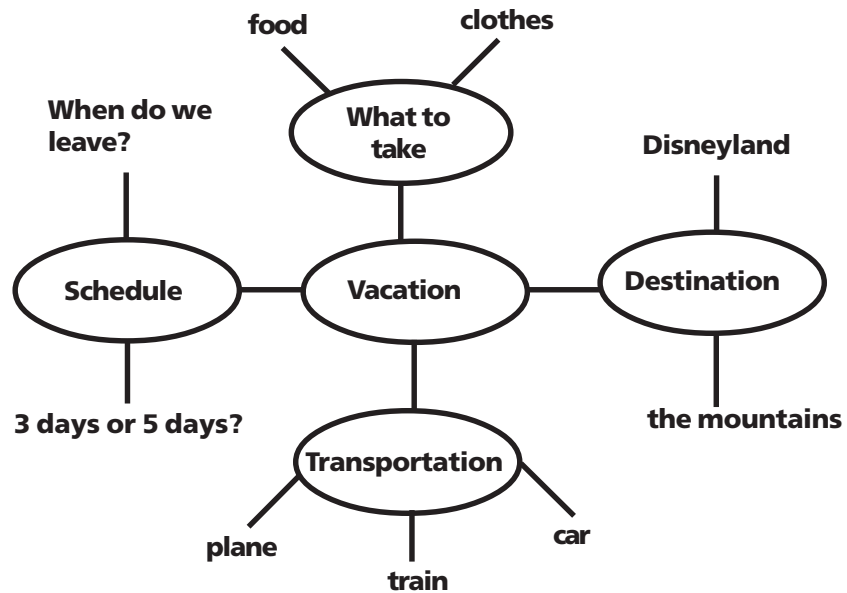 food
clothes
When do we
leave?
What to
take
Disneyland
Schedule
Vacation
Destination
3 days or 5 days?
the mountains
Transportation
plane
train
car